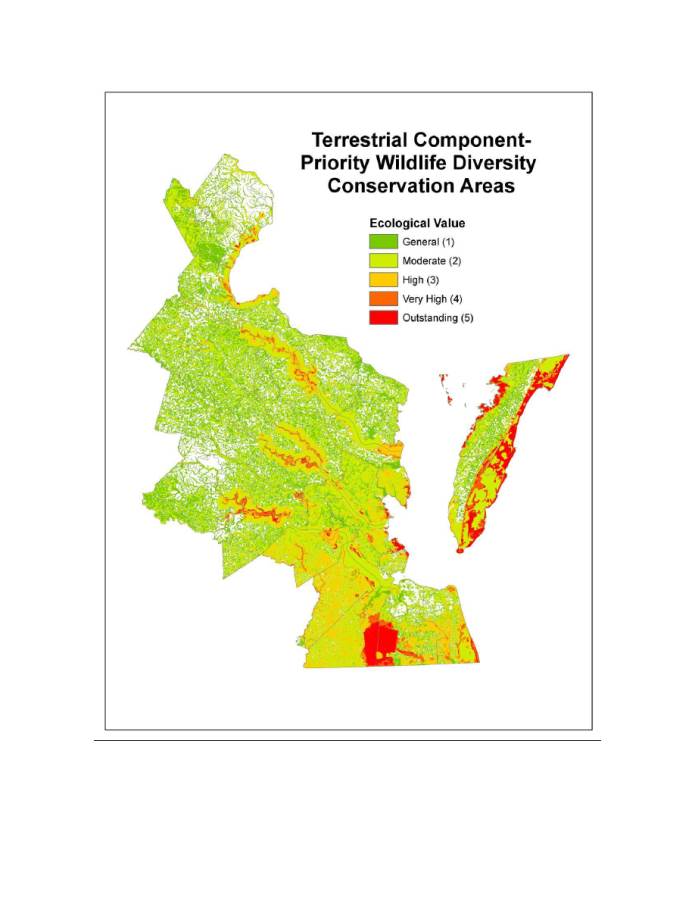 Terrestrial Component-
Priority Wildlife Diversity
Conservation Areas
Ecological Value
General (1)
Moderate (2)
High (3)
Very High (4)
Outstanding (5)